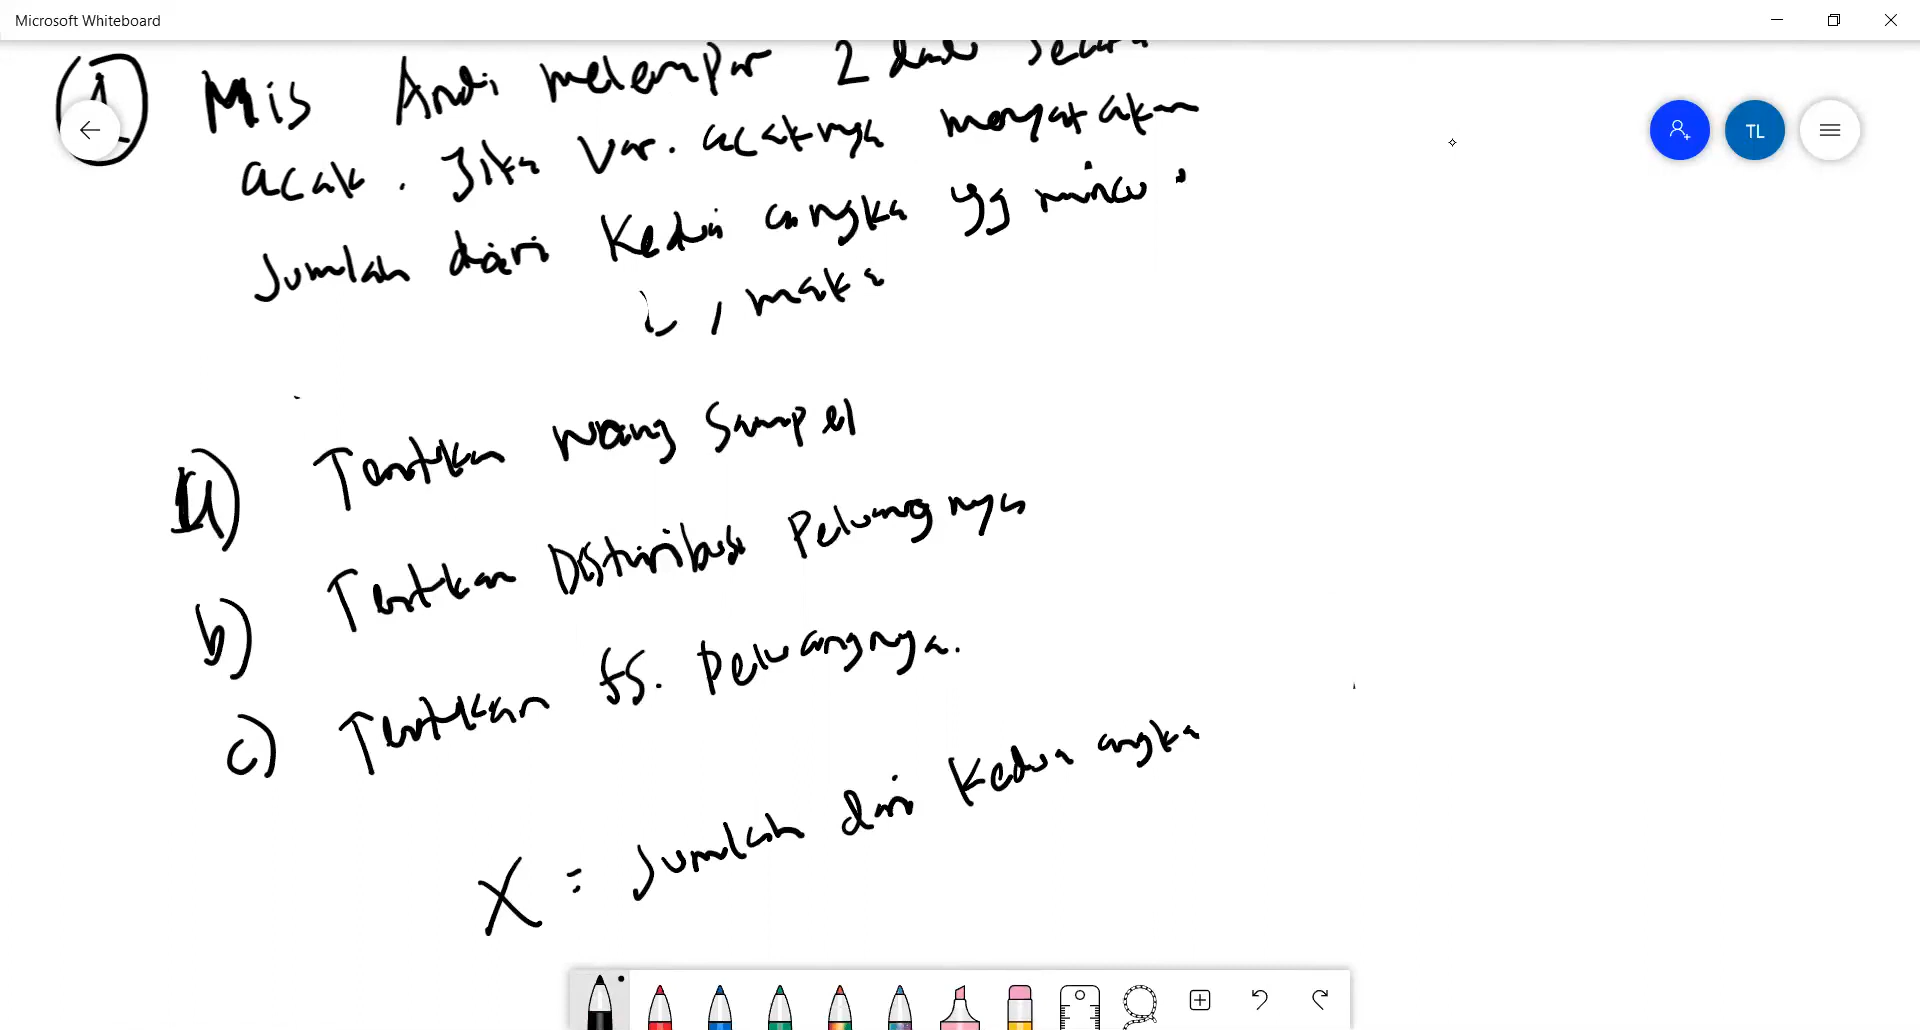 Microsoft Whiteboard
1 Mis Andi melempar 2 dadu secara
acak. Jika var. acaknya menyatakan
TL
jumlah dari kedua angka yg muncul
, maka
a) Tentukan ruang sampel
b) Tentukan Distribusi Peluangnya
c) Tentukan fs. Peluangnya.
X = Jumlah dari kedua angka